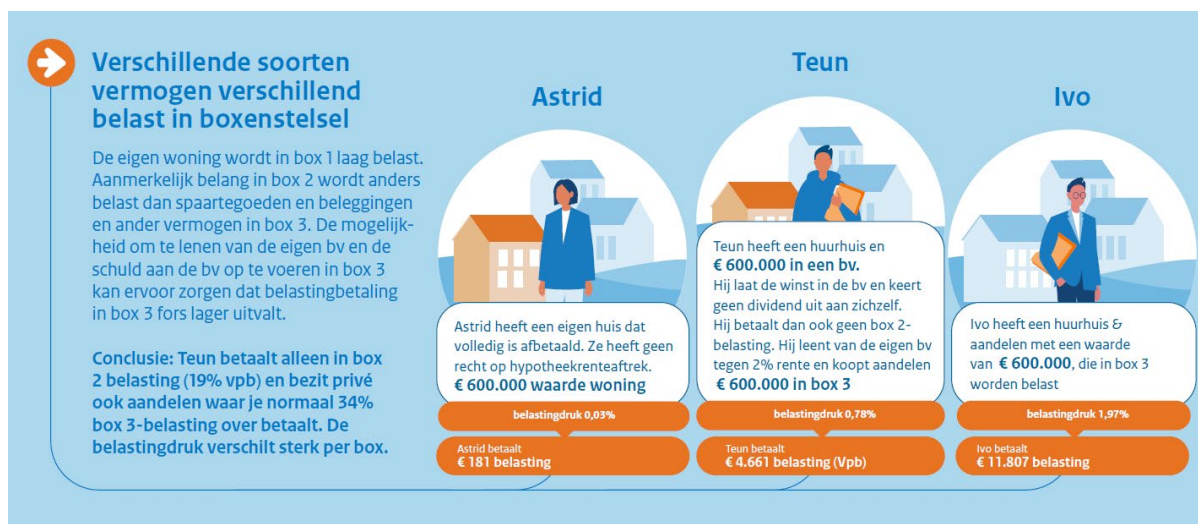 Verschillende soorten
vermogen verschillend
belast in boxenstelsel
De eigen woning wordt in box 1 laag belast.
Aanmerkelijk belang in box 2 wordt anders
belast dan spaartegoeden en beleggingen
en ander vermogen in box 3. De mogelijk-
heid om te lenen van de eigen bv en de
schuld aan de bv op te voeren in box 3
kan ervoor zorgen dat belastingbetaling
in box 3 fors lager uitvalt.
Conclusie: Teun betaalt alleen in box
2 belasting (19% vpb) en bezit privé
ook aandelen waar je normaal 34%
box 3-belasting over betaalt. De
belastingdruk verschilt sterk per box.
Astrid
Astrid heeft een eigen huis dat
volledig is afbetaald. Ze heeft geen
recht op hypotheekrenteaftrek.
€ 600.000 waarde woning
belastingdruk 0,03%
Astrid betaalt
€ 181 belasting
Teun
Teun heeft een huurhuis en
€ 600.000 in een bv.
Hij laat de winst in de bv en keert
geen dividend uit aan zichzelf.
Hij betaalt dan ook geen box 2-
belasting. Hij leent van de eigen bv
tegen 2% rente en koopt aandelen
€ 600.000 in box 3
belastingdruk 0,78%
Teun betaalt
€ 4.661 belasting (Vpb)
Ivo
Ivo heeft een huurhuis &
aandelen met een waarde
van € 600.000, die in box 3
worden belast
belastingdruk 1,97%
Ivo betaalt
€ 11.807 belasting